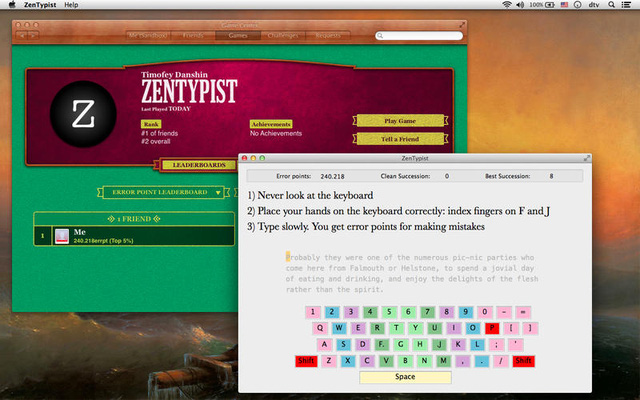 ZenTypist Help
100% dtv
Game Center
Me (Sandbox) Friends Games Challenges Requests
Z
Timofey Danshin
ZENTYPIST
Last Played TODAY
Rank Achievements
#1 of friends No Achievements
#2 overall
Play Game
Tell a Friend
LEADERBOARDS
ERROR POINT LEADERBOARD
1 FRIEND
1 Me
240.218errpt (Top 5%)
ZenTypist
Error points: 240.218 Clean Succession: 0 Best Succession: 8
1) Never look at the keyboard
2) Place your hands on the keyboard correctly: index fingers on F and J
3) Type slowly. You get error points for making mistakes
Probably they were one of the numerous pic-nic parties who
come here from Falmouth or Helstone, to spend a jovial day
of eating and drinking, and enjoy the delights of the flesh
rather than the spirit.
1 2 3 4 5 6 7 8 9 0 - =
Q W E R T Y U I O P [ ]
A S D F. G H J K L ; '
Shift Z X C V B N M , . / Shift
Space